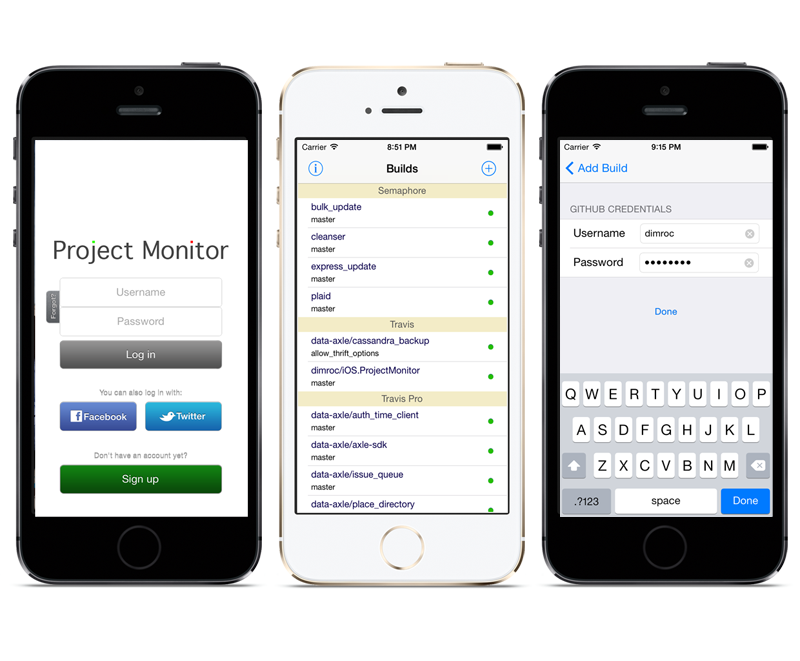 Project Monitor
Username
Forgot?
Password
Log in
You can also log in with:
f Facebook
Twitter
Don't have an account yet?
Sign up
Carrier 8:51 PM
i Builds +
Semaphore
bulk_update
master
cleanser
master
express_update
master
plaid
master
Travis
data-axle/cassandra_backup
allow_thrift_options
dimroc/iOS.ProjectMonitor
master
Travis Pro
data-axle/auth_time_client
master
data-axle/axle-sdk
master
data-axle/issue_queue
master
data-axle/place_directory
Carrier 9:15 PM
Add Build
GITHUB CREDENTIALS
Username dimroc
Password ••••••••
Done
Q W E R T Y U I O P
A S D F G H J K L
Z X C V B N M
.?123 space Done